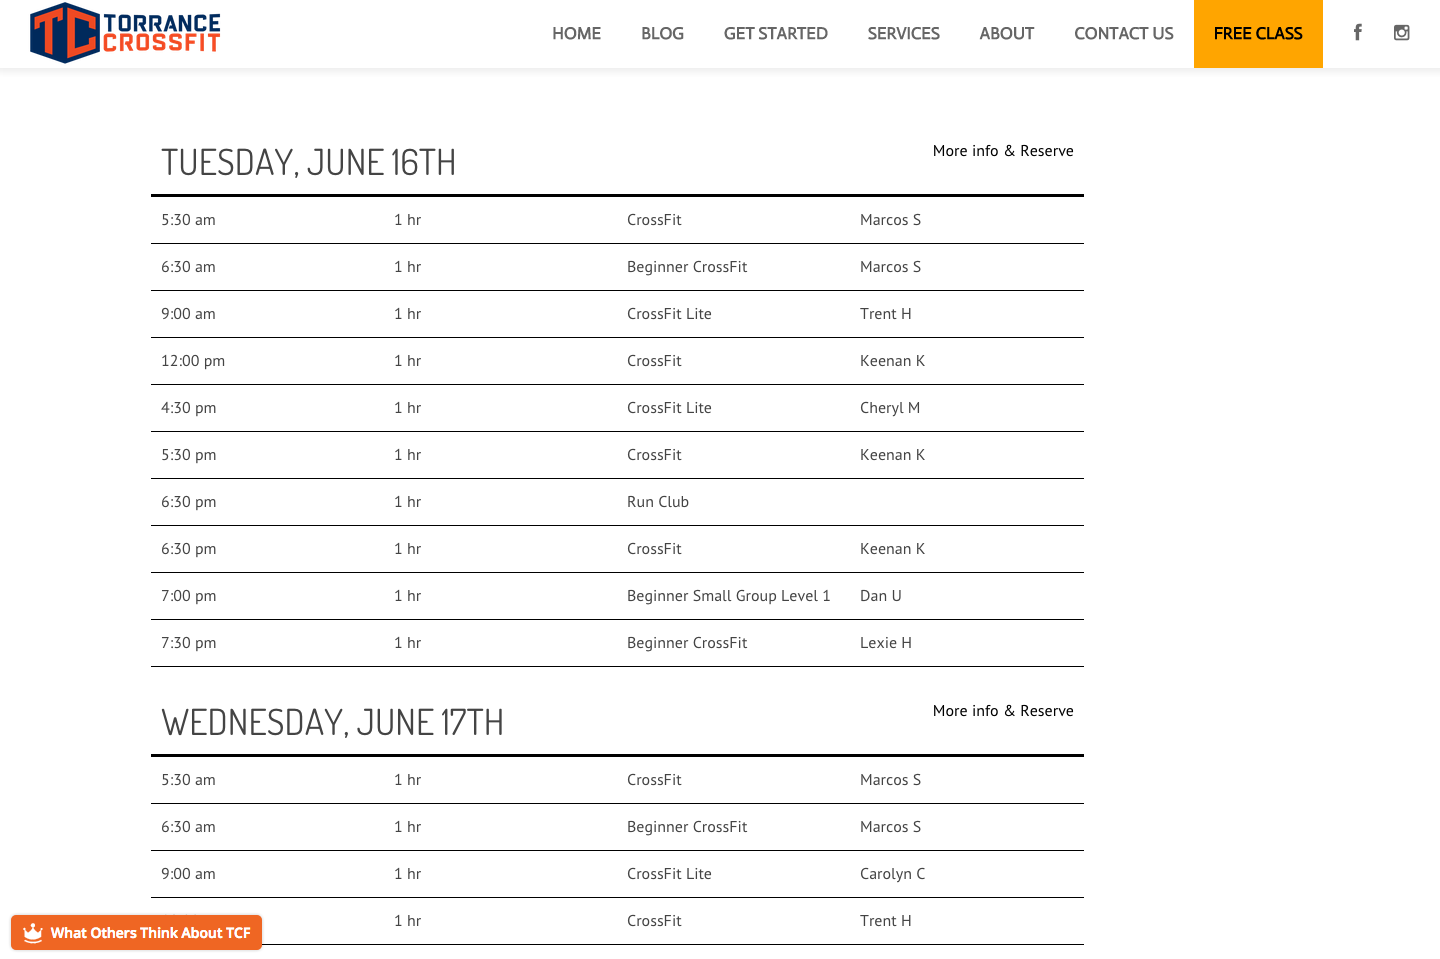 TORRANCE
CROSSFIT
HOME BLOG GET STARTED SERVICES ABOUT CONTACT US FREE CLASS
TUESDAY, JUNE 16TH More info & Reserve
5:30 am 1 hr CrossFit Marcos S
6:30 am 1 hr Beginner CrossFit Marcos S
9:00 am 1 hr CrossFit Lite Trent H
12:00 pm 1 hr CrossFit Keenan K
4:30 pm 1 hr CrossFit Lite Cheryl M
5:30 pm 1 hr CrossFit Keenan K
6:30 pm 1 hr Run Club
6:30 pm 1 hr CrossFit Keenan K
7:00 pm 1 hr Beginner Small Group Level 1 Dan U
7:30 pm 1 hr Beginner CrossFit Lexie H
WEDNESDAY, JUNE 17TH More info & Reserve
5:30 am 1 hr CrossFit Marcos S
6:30 am 1 hr Beginner CrossFit Marcos S
9:00 am 1 hr CrossFit Lite Carolyn C
1 hr CrossFit Trent H
What Others Think About TCF